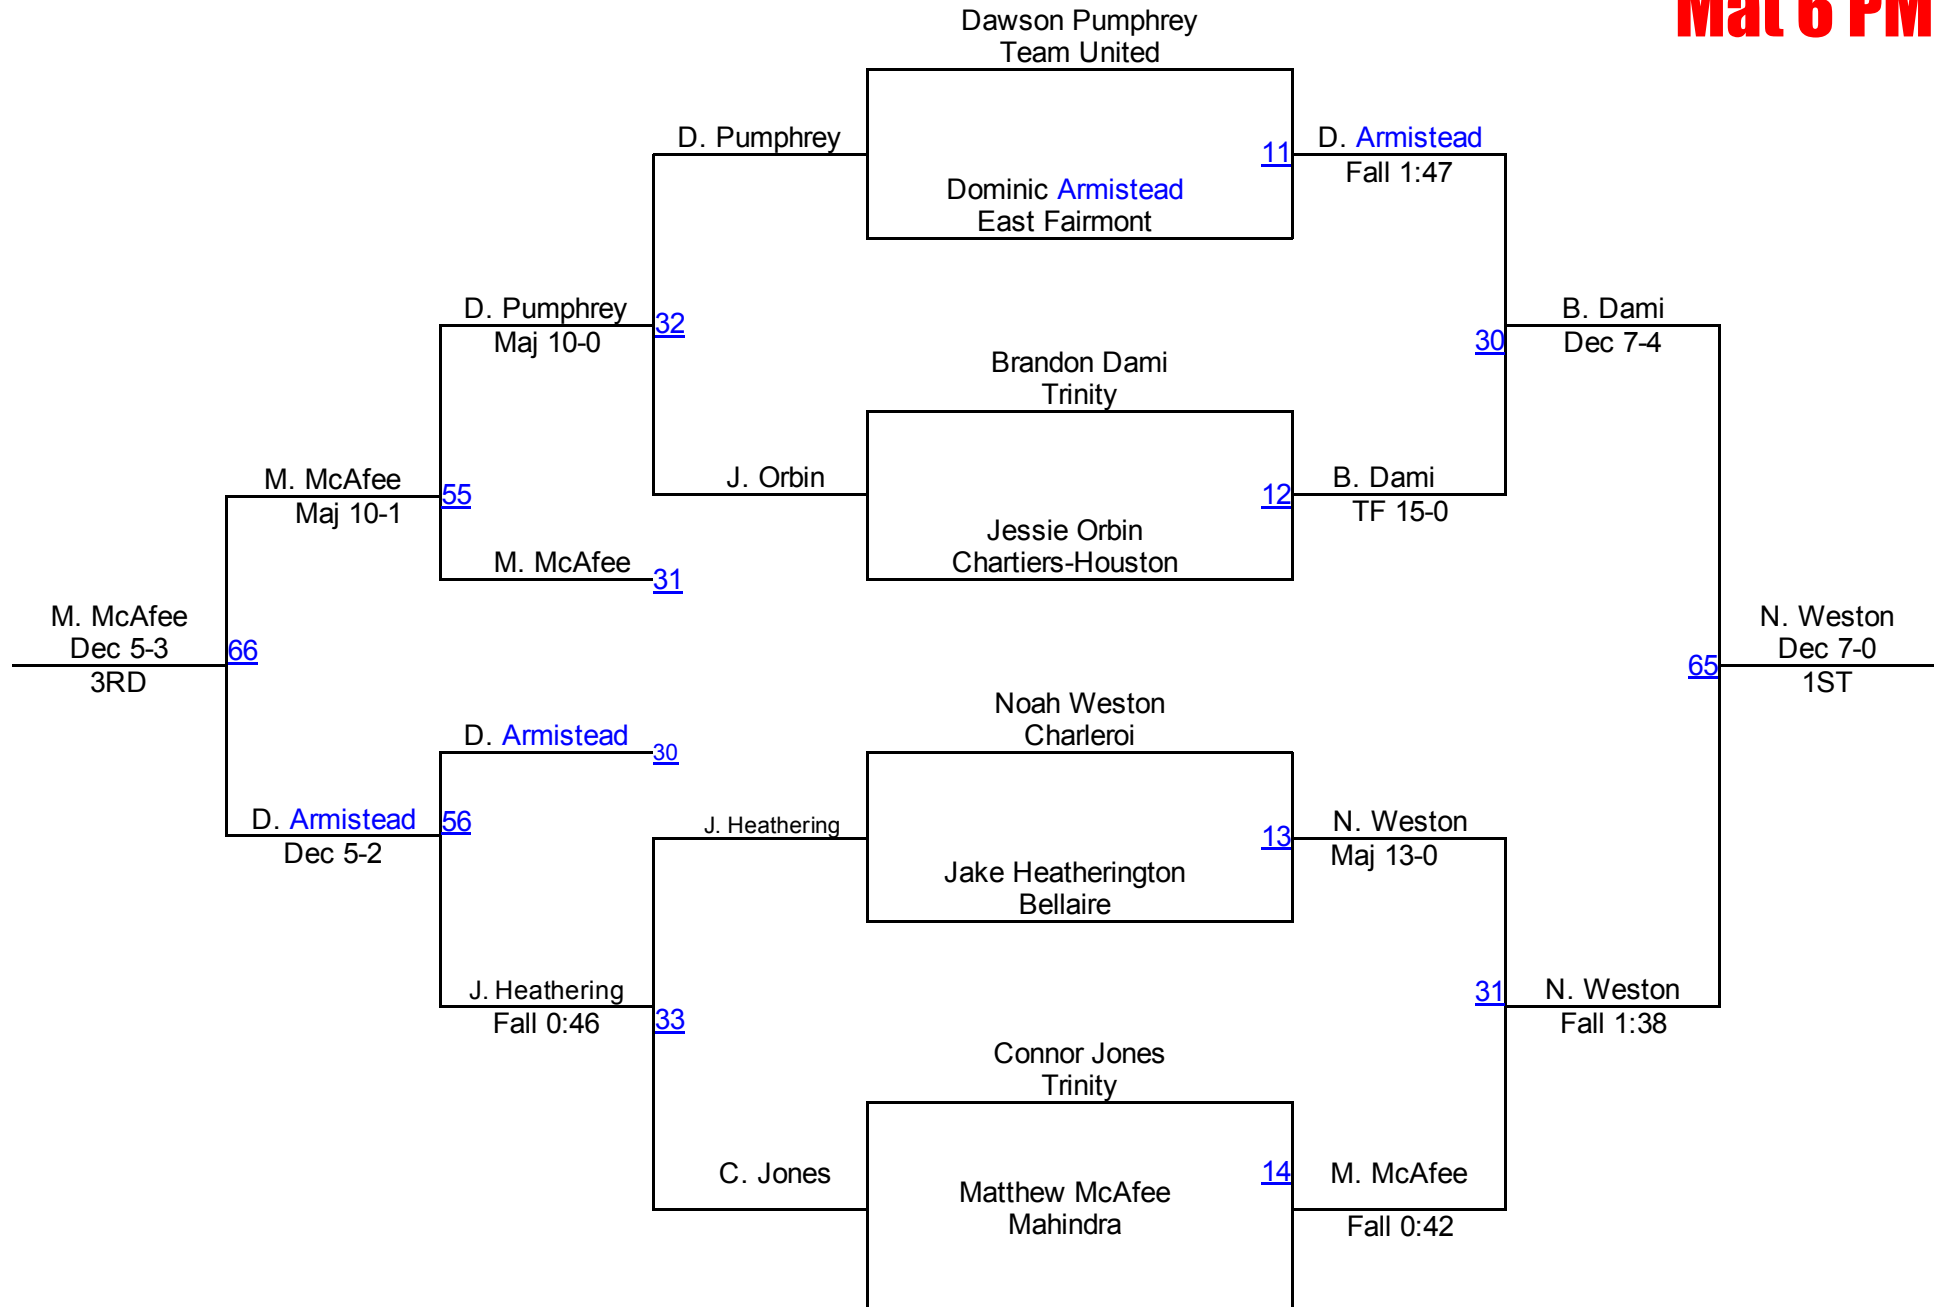 Mat 6 PM
Dawson Pumphrey
Team United
D. Pumphrey
11
D. Armistead
Fall 1:47
Dominic Armistead
East Fairmont
D. Pumphrey
Maj 10-0
32
B. Dami
Dec 7-4
30
Brandon Dami
Trinity
M. McAfee
Maj 10-1
55
J. Orbin
12
B. Dami
TF 15-0
Jessie Orbin
Chartiers-Houston
M. McAfee
31
M. McAfee
Dec 5-3
3RD
66
N. Weston
Dec 7-0
1ST
65
Noah Weston
Charleroi
D. Armistead
30
D. Armistead
Dec 5-2
56
J. Heathering
13
N. Weston
Maj 13-0
Jake Heatherington
Bellaire
J. Heathering
Fall 0:46
33
31
N. Weston
Fall 1:38
Connor Jones
Trinity
C. Jones
14
M. McAfee
Fall 0:42
Matthew McAfee
Mahindra